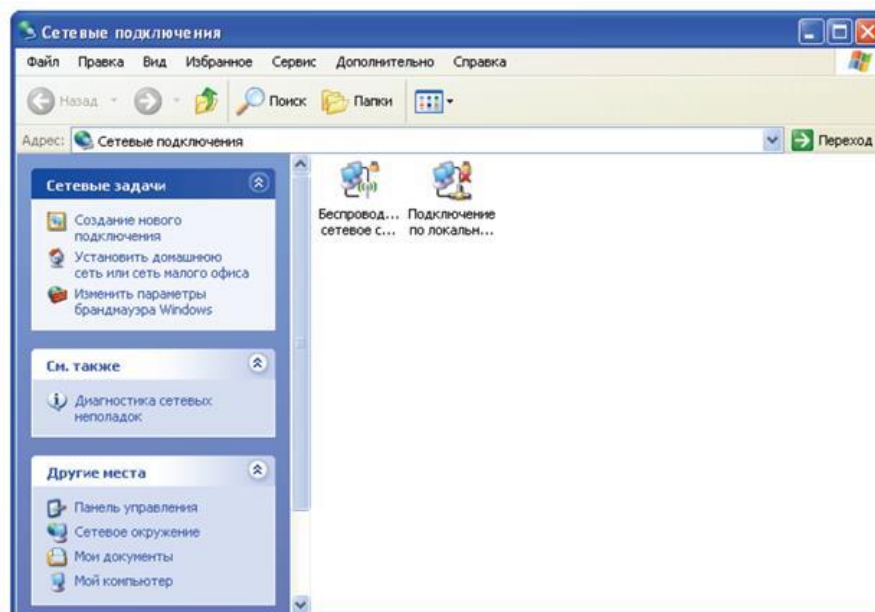 Сетевые подключения
Файл Правка Вид Избранное Сервис Дополнительно Справка
Назад Поиск Папки
Адрес: Сетевые подключения Переход
Сетевые задачи
Создание нового
подключения
Установить домашнюю
сеть или сеть малого офиса
Изменить параметры
брандмауэра Windows
См. также
Диагностика сетевых
неполадок
Другие места
Панель управления
Сетевое окружение
Мои документы
Мой компьютер
Беспровод...
сетевое с...
Подключение
по локальн...